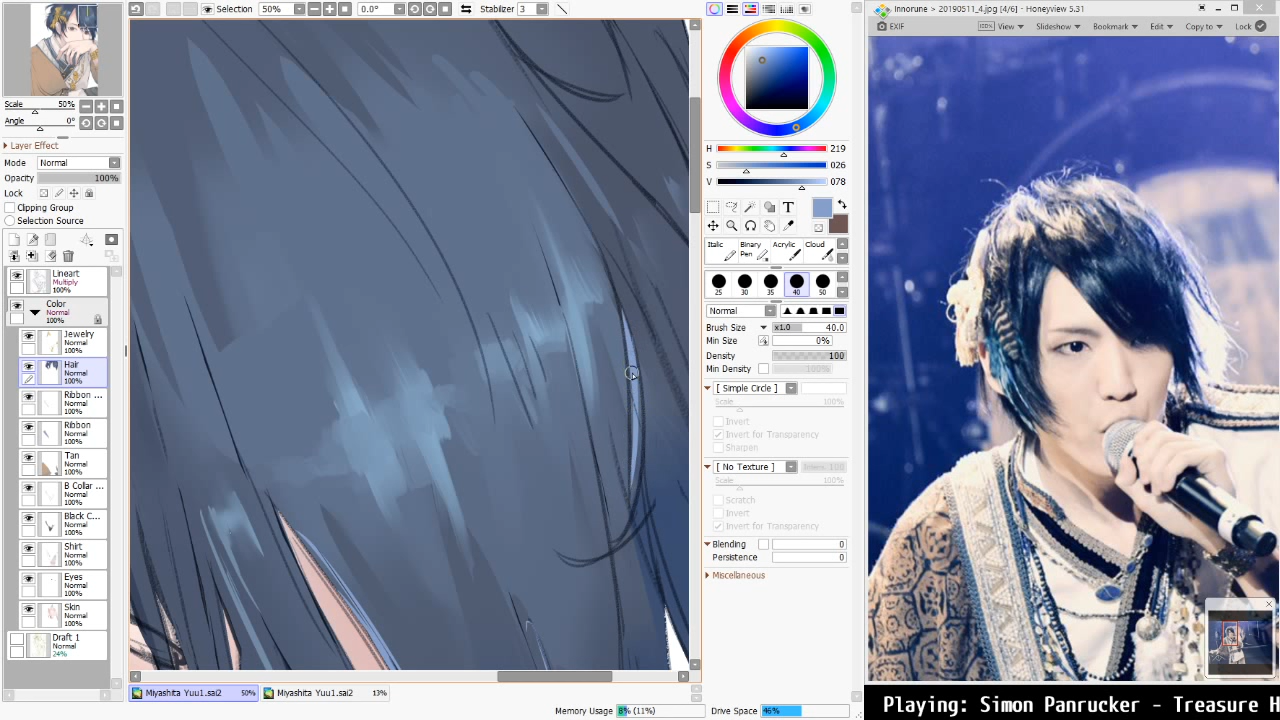 Selection 50% 0.0° Stabilizer 3
Inorune > 20190511_4.jpg [4/6] - Honeyview 5.31
EXIF View Slideshow Bookmark Edit Copy to Lock
Scale 50%
Angle 0°
Layer Effect
Mode Normal
100%
Lock
Clipping Group
Selection Source
Lineart
Multiply
100%
Color
Normal
100%
Jewelry
Normal
100%
Hair
Normal
100%
Ribbon ...
Normal
100%
Ribbon
Normal
100%
Tan
Normal
100%
B Collar ...
Normal
100%
Black C...
Normal
100%
Shirt
Normal
100%
Eyes
Normal
100%
Skin
Normal
100%
Draft 1
Normal
24%
H 219
S 026
V 078
T
Italic Binary Pen Acrylic Cloud
25 30 35 40 50
Normal
Brush Size x1.0 40.0
Min Size 0%
Density 100
Min Density 100%
[ Simple Circle ]
Scale 100%
Invert
Invert for Transparency
Sharpen
[ No Texture ]
Scale 100%
Scratch
Invert
Invert for Transparency
Blending 0
Persistence 0
Miscellaneous
Miyashita Yuu1.sai2 50% Miyashita Yuu1.sai2 13%
Memory Usage 8% (11%) Drive Space 46%
Playing: Simon Panrucker - Treasure H